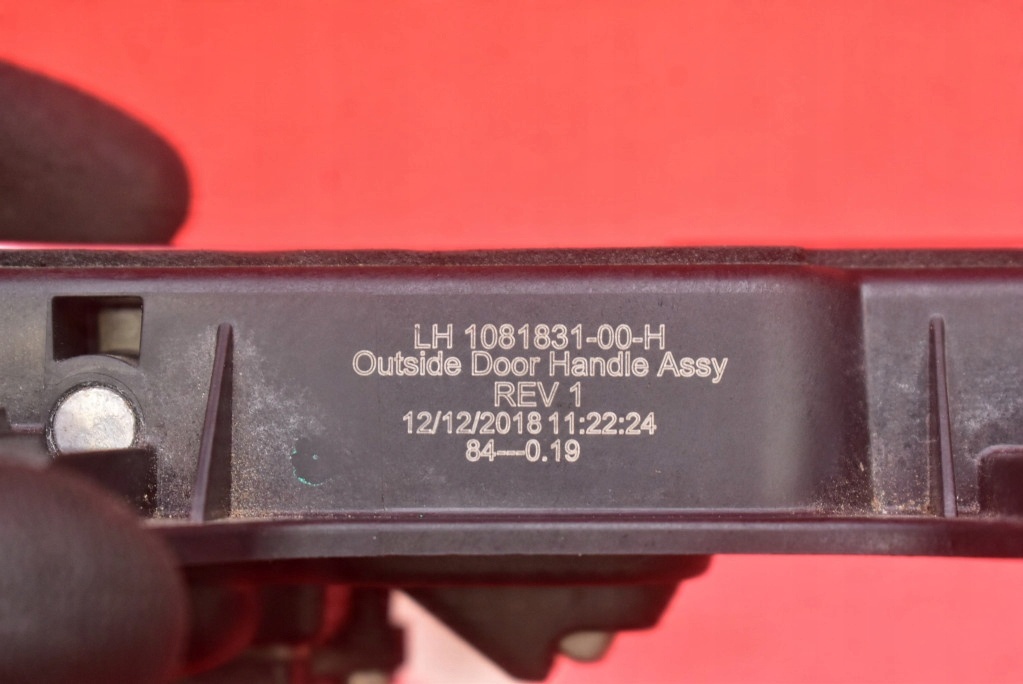 LH 1081831-00-H
Outside Door Handle Assy
REV 1
12/12/2018 11:22:24
84---0.19